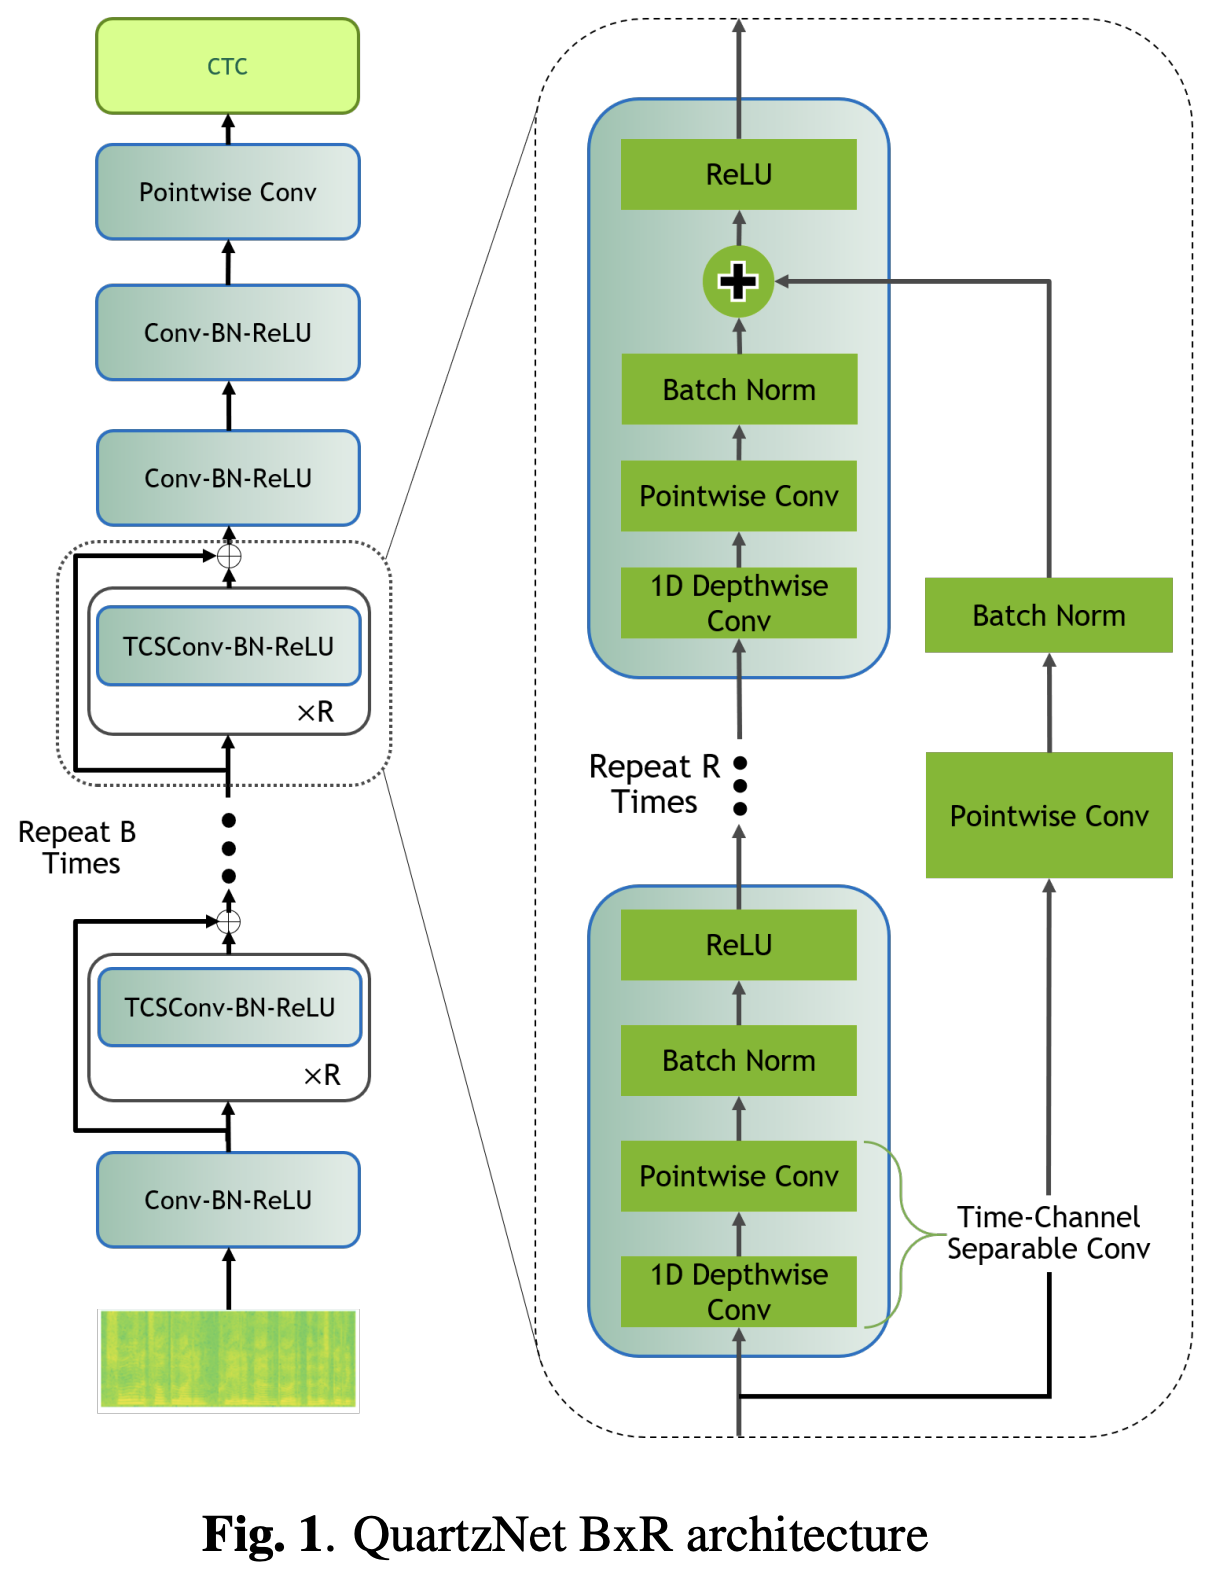 CTC
Pointwise Conv
Conv-BN-ReLU
Conv-BN-ReLU
TCSConv-BN-ReLU
×R
Repeat B
Times
TCSConv-BN-ReLU
×R
Conv-BN-ReLU
ReLU
Batch Norm
Pointwise Conv
1D Depthwise
Conv
Repeat R
Times
ReLU
Batch Norm
Pointwise Conv
1D Depthwise
Conv
Batch Norm
Pointwise Conv
Time-Channel
Separable Conv
Fig. 1. QuartzNet BxR architecture